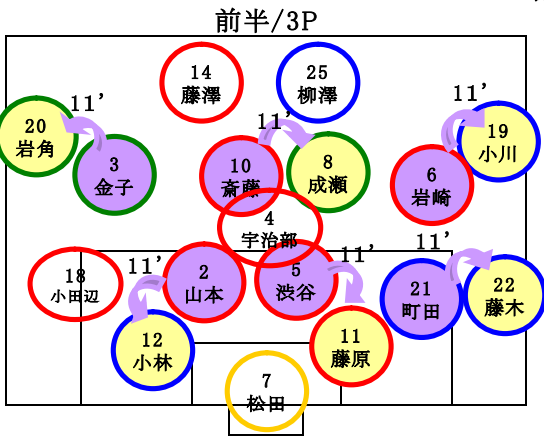 前半/3P
14
藤澤
25
柳澤
11’
20
岩角
3
金子
11’
10
斎藤
8
成瀬
11’
19
小川
6
岩崎
4
宇治部
18
小田辺
11’
2
山本
5
渋谷
11’
11’
21
町田
22
藤木
12
小林
11
藤原
7
松田